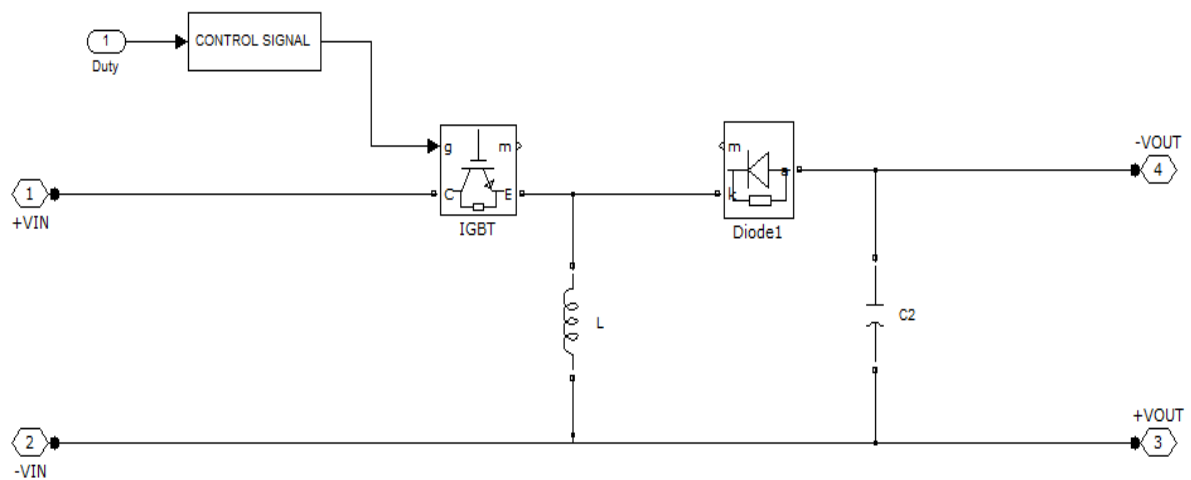 1
CONTROL SIGNAL
Duty
g
m
m
-VOUT
4
1
C
E
k
a
+VIN
IGBT
Diode1
L
C2
+VOUT
2
3
-VIN